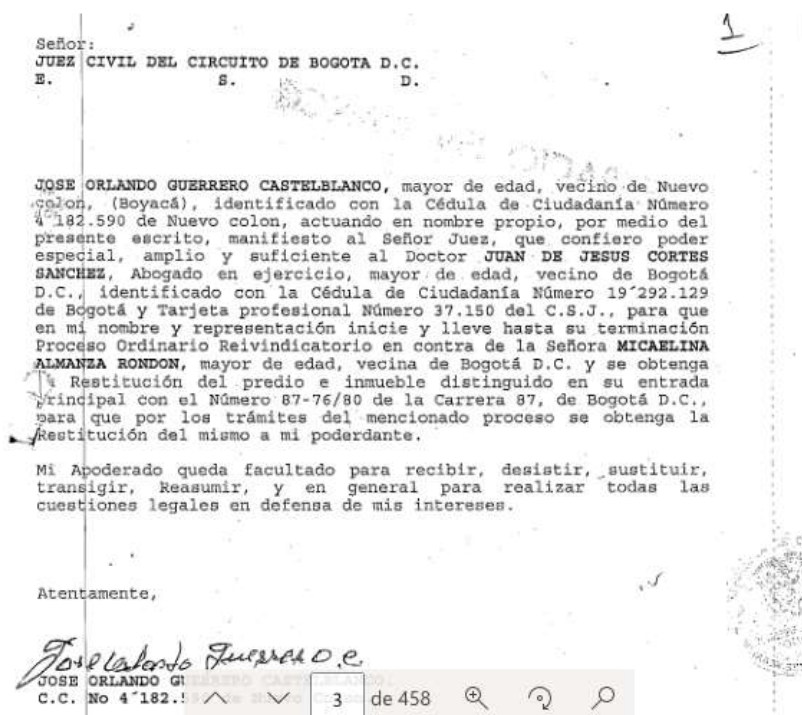 1
Señor:
JUEZ CIVIL DEL CIRCUITO DE BOGOTA D.C.
E. S. D.
JOSE ORLANDO GUERRERO CASTELBLANCO, mayor de edad, vecino de Nuevo
colon, (Boyacá), identificado con la Cédula de Ciudadanía Número
4´182.590 de Nuevo colon, actuando en nombre propio, por medio del
presente escrito, manifiesto al Señor Juez, que confiero poder
especial, amplio y suficiente al Doctor JUAN DE JESUS CORTES
SANCHEZ, Abogado en ejercicio, mayor de edad, vecino de Bogotá
D.C., identificado con la Cédula de Ciudadanía Número 19´292.129
de Bogotá y Tarjeta profesional Número 37.150 del C.S.J., para que
en mi nombre y representación inicie y lleve hasta su terminación
Proceso Ordinario Reivindicatorio en contra de la Señora MICAELINA
ALMANZA RONDON, mayor de edad, vecina de Bogotá D.C. y se obtenga
Restitución del predio e inmueble distinguido en su entrada
principal con el Número 87-76/80 de la Carrera 87, de Bogotá D.C.,
para que por los trámites del mencionado proceso se obtenga la
Restitución del mismo a mi poderdante.
Mi Apoderado queda facultado para recibir, desistir, sustituir,
transigir, Reasumir, y en general para realizar todas las
cuestiones legales en defensa de mis intereses.
Atentamente,
Jose Orlando Guerrero C.
JOSE ORLANDO GUERRERO CASTELBLANCO.
C.C. No 4´182.590 de Nuevo Colon
3 de 458